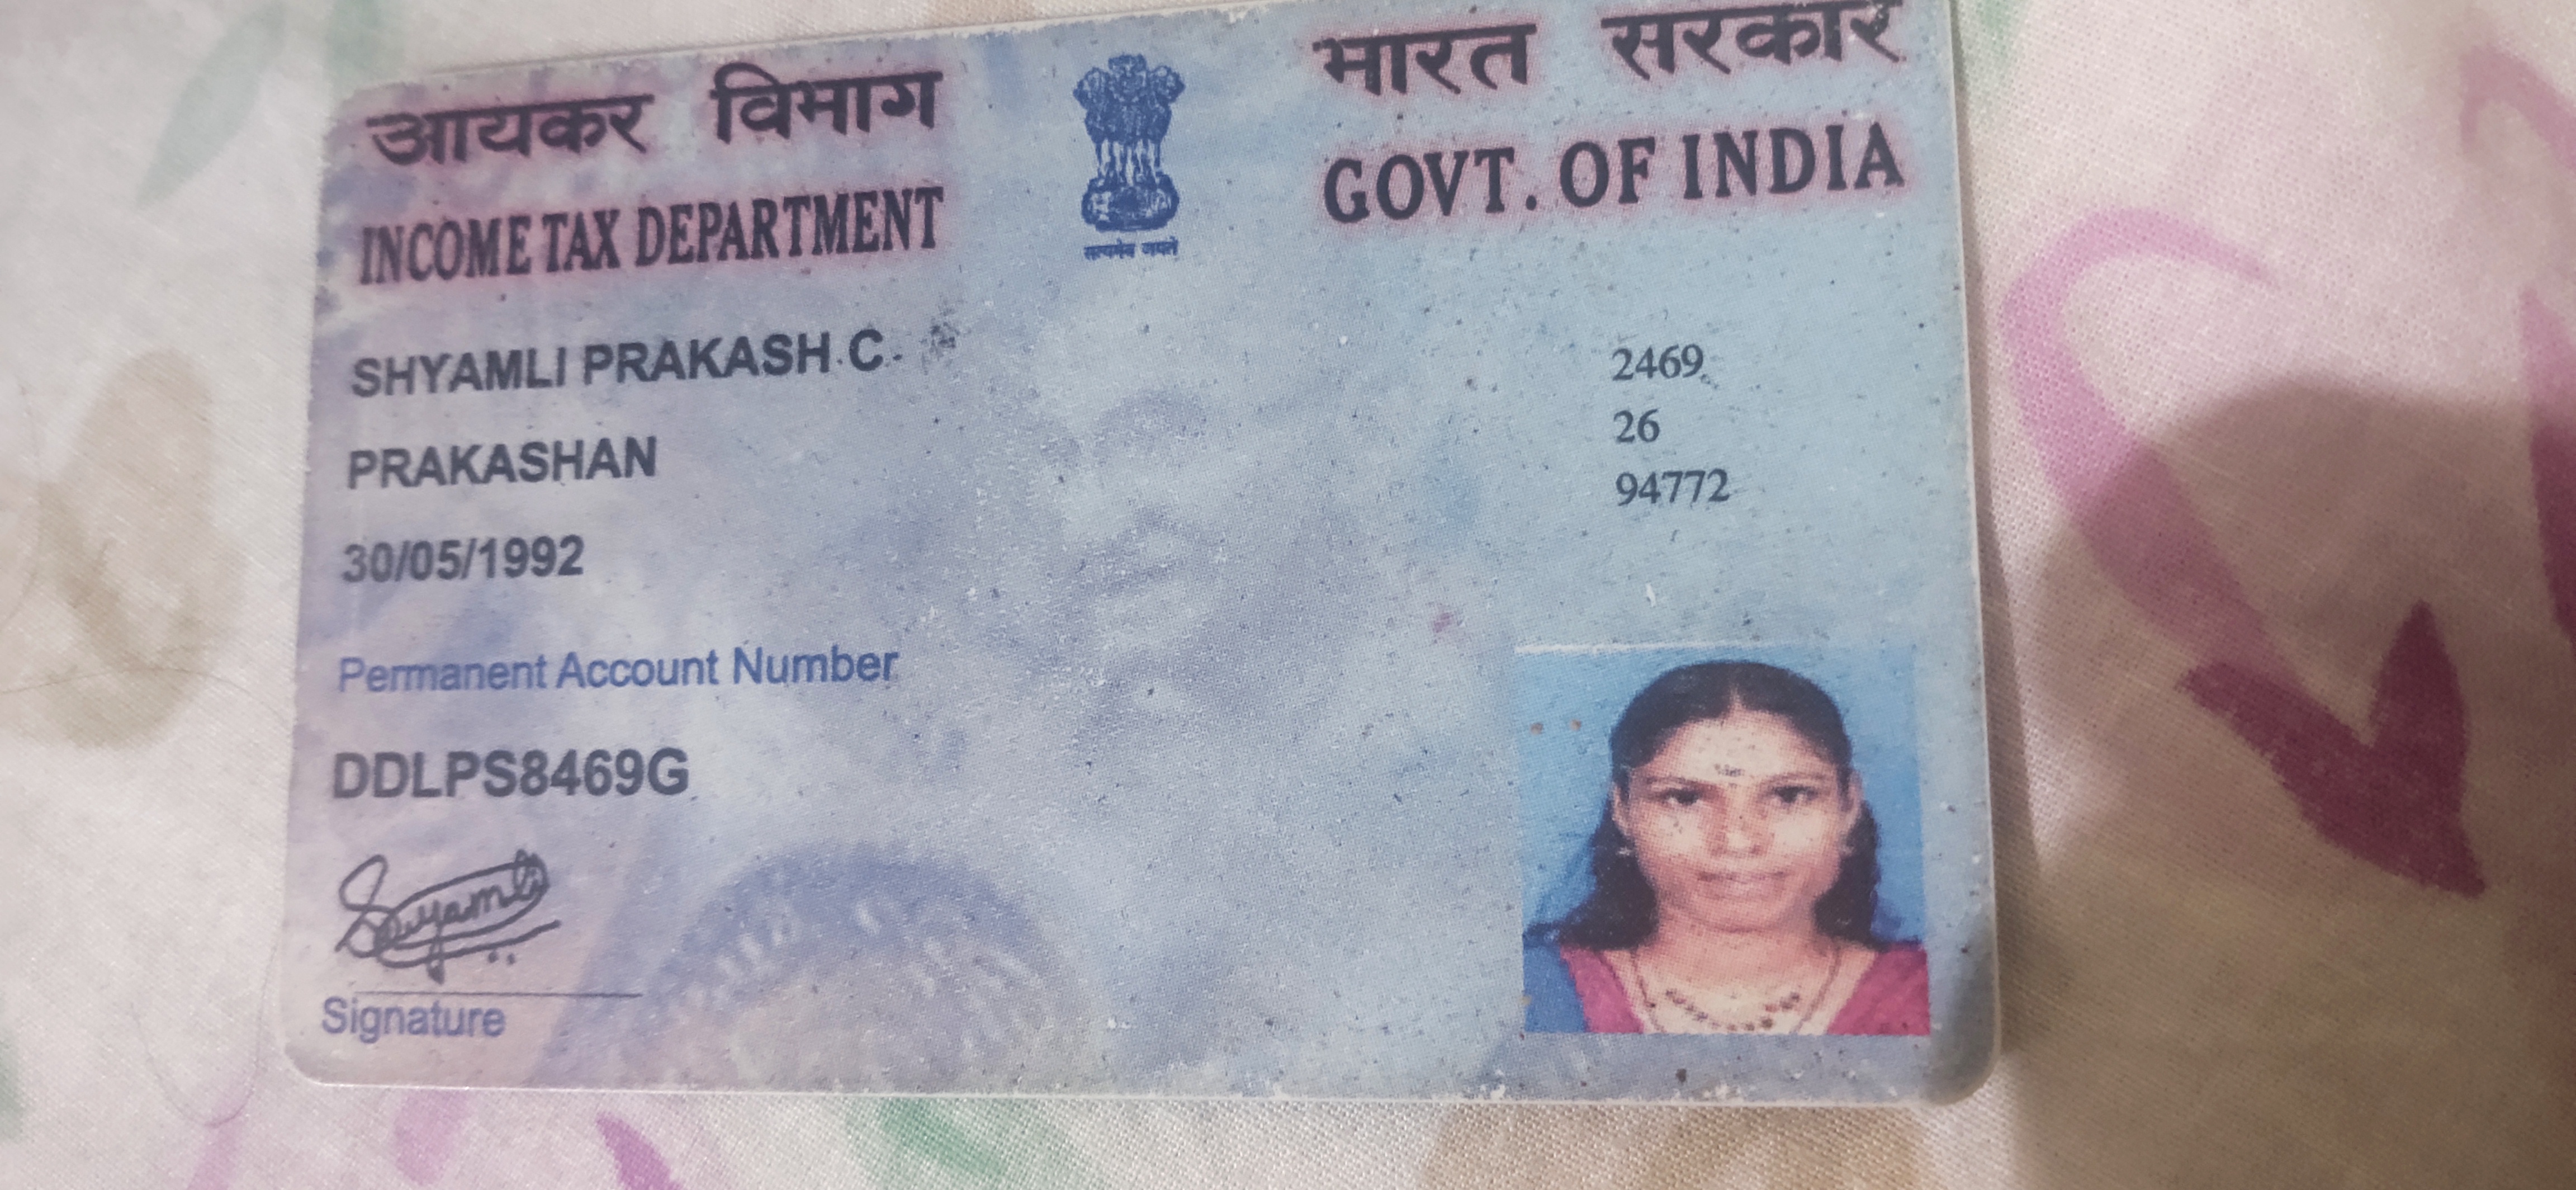 आयकर विभाग
INCOME TAX DEPARTMENT
सत्यमेव जयते
भारत सरकार
GOVT. OF INDIA
SHYAMLI PRAKASH C
PRAKASHAN
30/05/1992
2469
26
94772
Permanent Account Number
DDLPS8469G
Shyamli
Signature